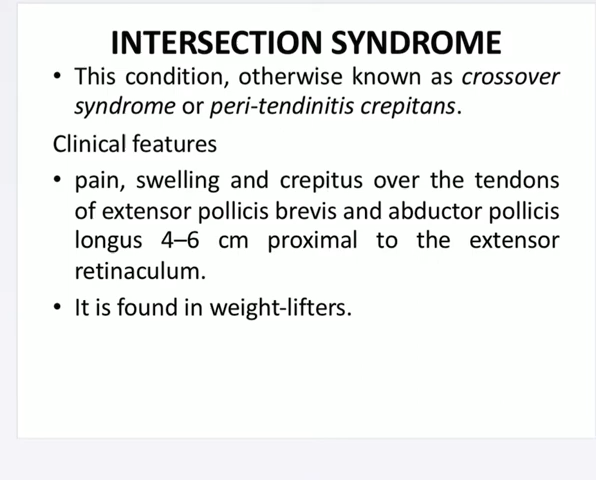 INTERSECTION SYNDROME
• This condition, otherwise known as crossover
syndrome or peri-tendinitis crepitans.
Clinical features
• pain, swelling and crepitus over the tendons
of extensor pollicis brevis and abductor pollicis
longus 4–6 cm proximal to the extensor
retinaculum.
• It is found in weight-lifters.